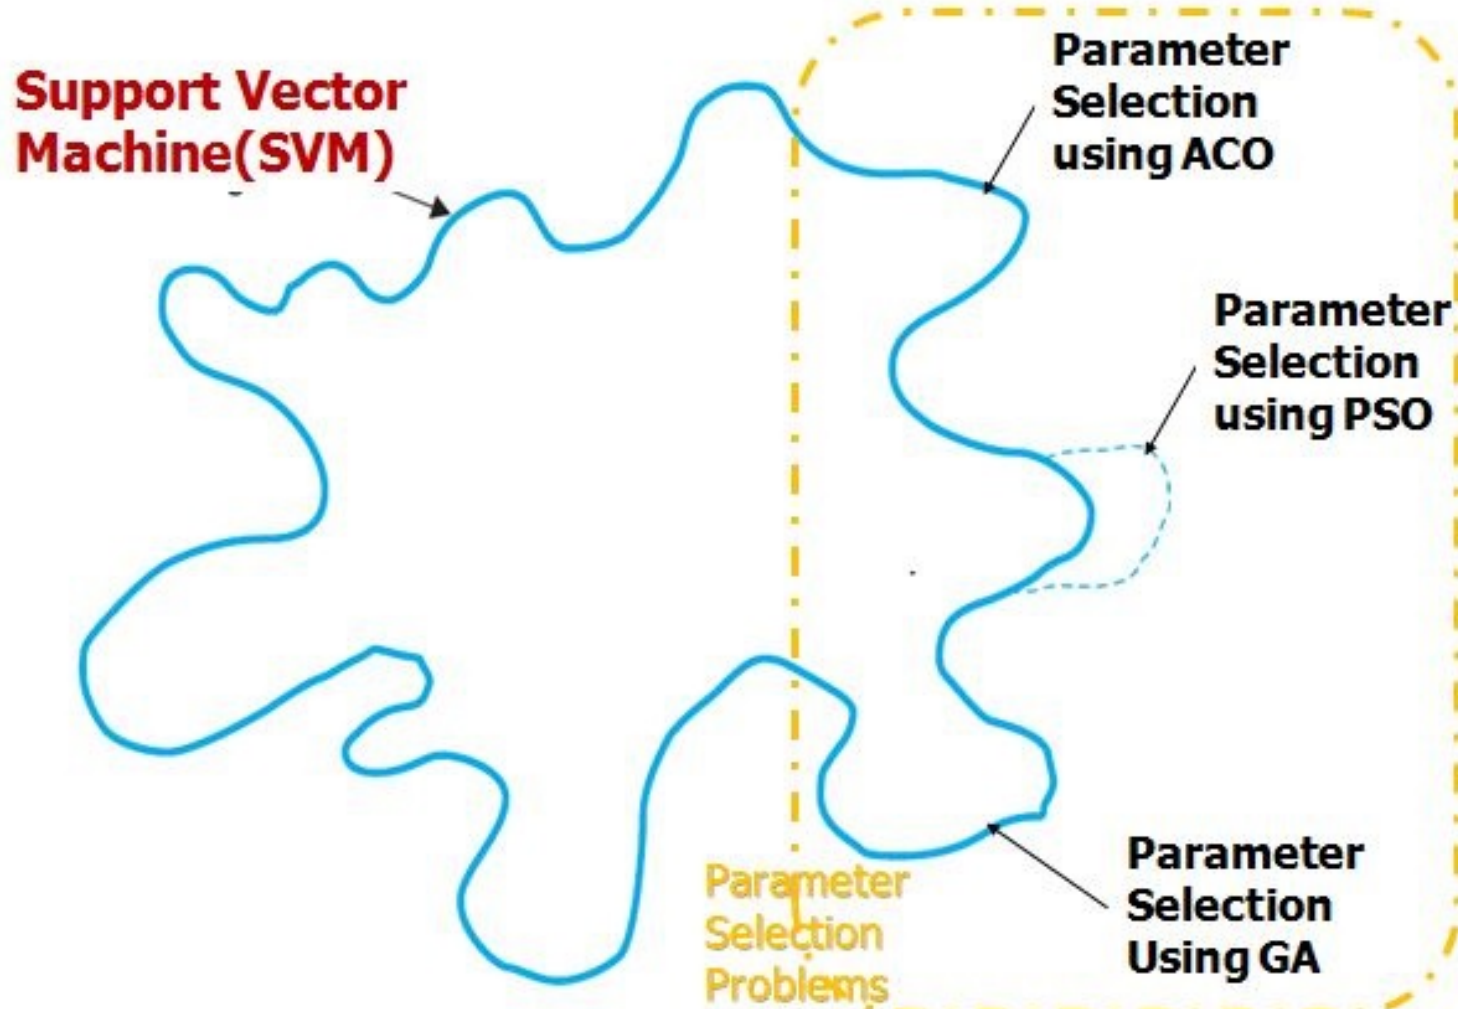 Support Vector
Machine(SVM)
Parameter
Selection
using ACO
Parameter
Selection
using PSO
Parameter
Selection
Using GA
Parameter
Selection
Problems